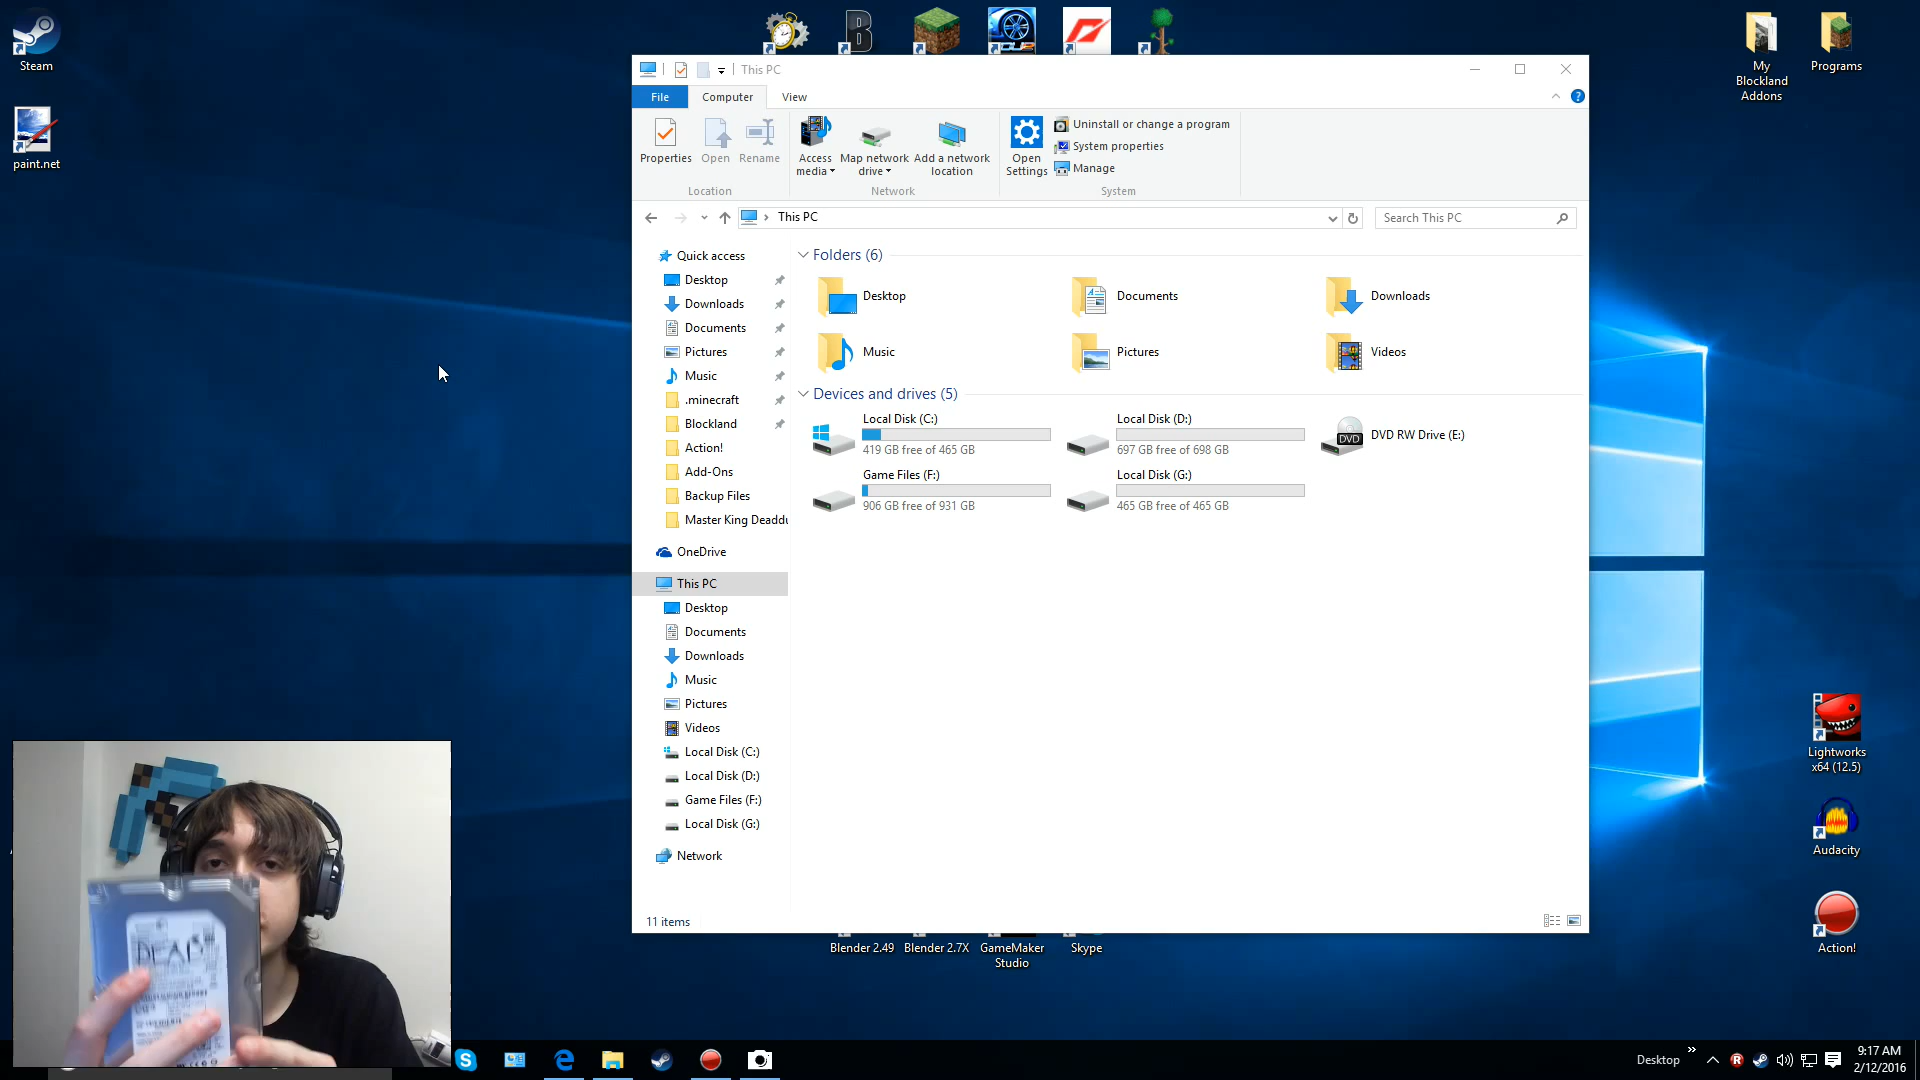 Steam
paint.net
My
Blockland
Addons
Programs
This PC
File
Computer
View
Properties
Open
Rename
Access
media
Map network
drive
Add a network
location
Open
Settings
Uninstall or change a program
System properties
Manage
Location
Network
System
This PC
Search This PC
Quick access
Desktop
Downloads
Documents
Pictures
Music
.minecraft
Blockland
Action!
Add-Ons
Backup Files
Master King Deaddu
OneDrive
This PC
Desktop
Documents
Downloads
Music
Pictures
Videos
Local Disk (C:)
Local Disk (D:)
Game Files (F:)
Local Disk (G:)
Network
Folders (6)
Desktop
Documents
Downloads
Music
Pictures
Videos
Devices and drives (5)
Local Disk (C:)
419 GB free of 465 GB
Local Disk (D:)
697 GB free of 698 GB
DVD
DVD RW Drive (E:)
Game Files (F:)
906 GB free of 931 GB
Local Disk (G:)
465 GB free of 465 GB
11 items
Blender 2.49
Blender 2.7X
GameMaker
Studio
Skype
Lightworks
x64 (12.5)
Audacity
Action!
DEAD
Desktop
9:17 AM
2/12/2016